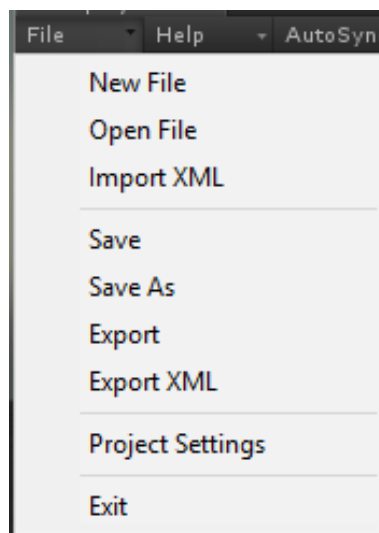 File Help AutoSyn
New File
Open File
Import XML
Save
Save As
Export
Export XML
Project Settings
Exit